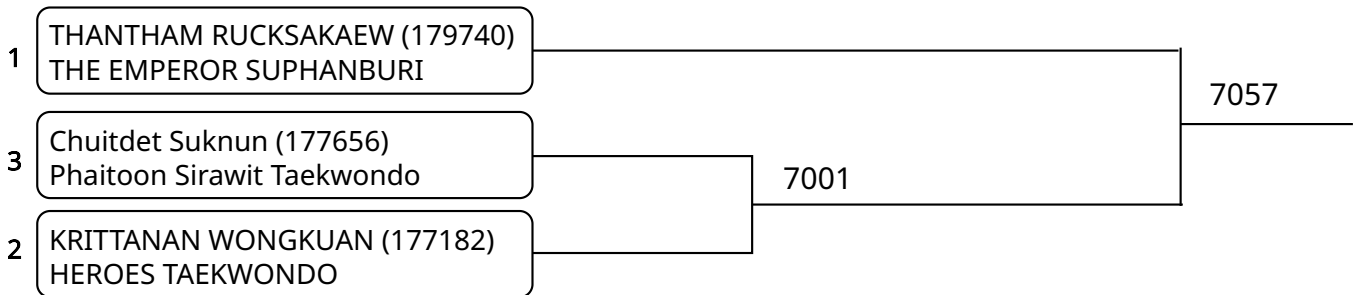 1
THANTHAM RUCKSAKAEW (179740)
THE EMPEROR SUPHANBURI
7057
3
Chuitdet Suknun (177656)
Phaitoon Sirawit Taekwondo
7001
2
KRITTANAN WONGKUAN (177182)
HEROES TAEKWONDO